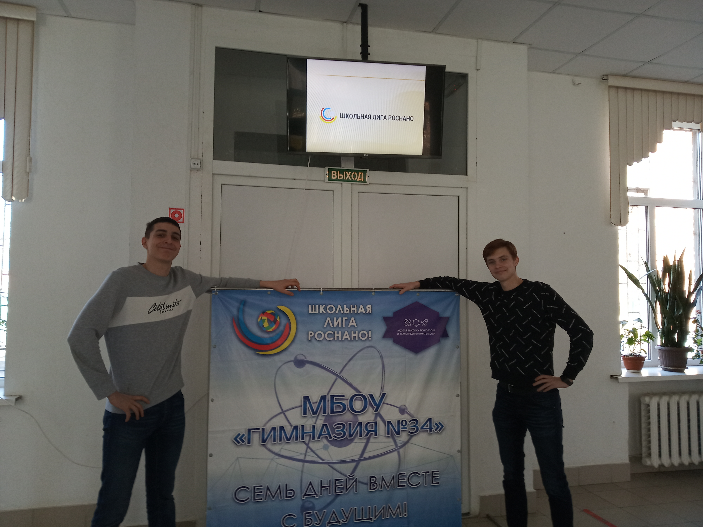 ШКОЛЬНАЯ ЛИГА РОСНАНО
ВЫХОД
ШКОЛЬНАЯ
ЛИГА
РОСНАНО!
МБОУ
«ГИМНАЗИЯ №34»
СЕМЬ ДНЕЙ ВМЕСТЕ
С БУДУЩИМ!